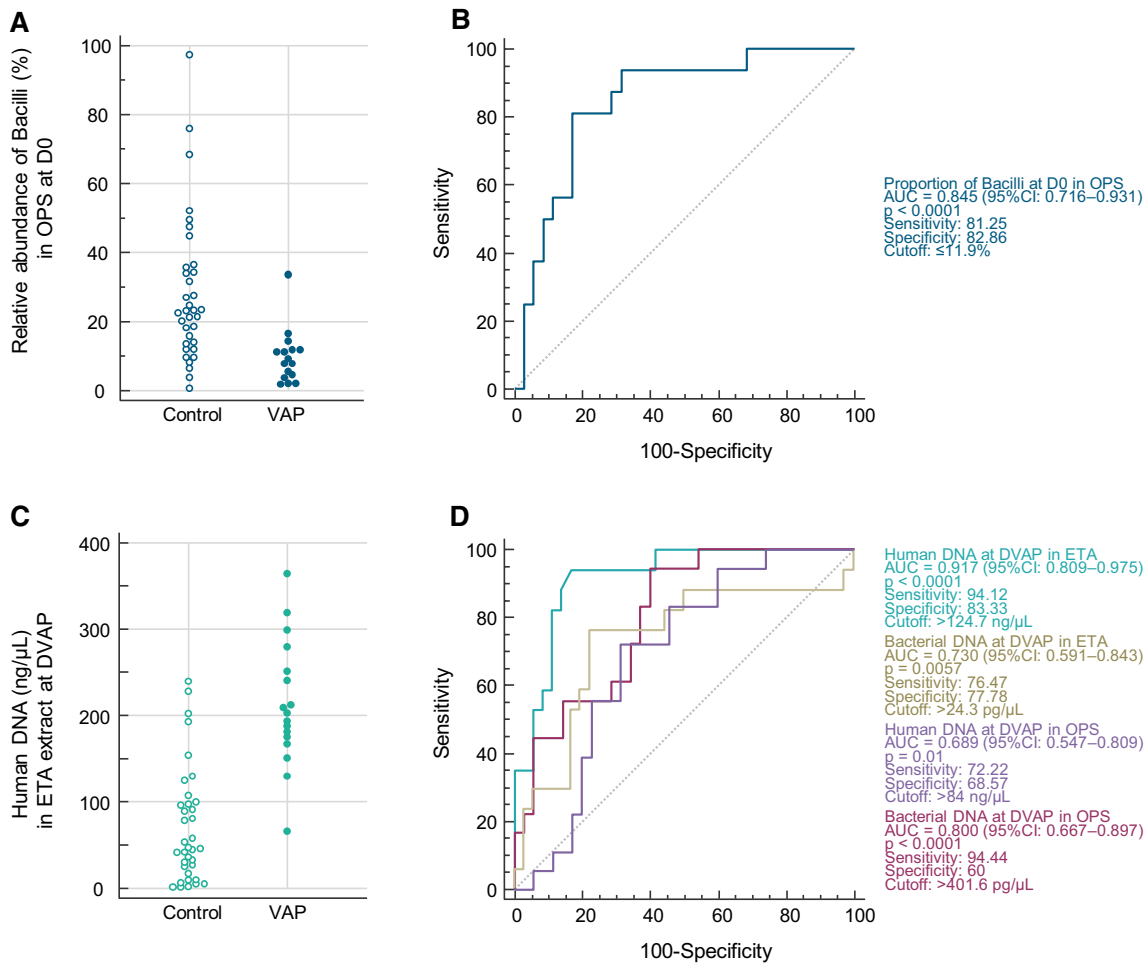 A
Relative abundance of Bacilli (%)
in OPS at D0
100
80
60
40
20
0
Control
VAP
B
Sensitivity
100
80
60
40
20
0
0
20
40
60
80
100
100-Specificity
Proportion of Bacilli at D0 in OPS
AUC = 0.845 (95%CI: 0.716–0.931)
p < 0.0001
Sensitivity: 81.25
Specificity: 82.86
Cutoff: ≤11.9%
C
Human DNA (ng/µL)
in ETA extract at DVAP
400
300
200
100
0
Control
VAP
D
Sensitivity
100
80
60
40
20
0
0
20
40
60
80
100
100-Specificity
Human DNA at DVAP in ETA
AUC = 0.917 (95%CI: 0.809–0.975)
p < 0.0001
Sensitivity: 94.12
Specificity: 83.33
Cutoff: >124.7 ng/µL
Bacterial DNA at DVAP in ETA
AUC = 0.730 (95%CI: 0.591–0.843)
p = 0.0057
Sensitivity: 76.47
Specificity: 77.78
Cutoff: >24.3 pg/µL
Human DNA at DVAP in OPS
AUC = 0.689 (95%CI: 0.547–0.809)
p = 0.01
Sensitivity: 72.22
Specificity: 68.57
Cutoff: >84 ng/µL
Bacterial DNA at DVAP in OPS
AUC = 0.800 (95%CI: 0.667–0.897)
p < 0.0001
Sensitivity: 94.44
Specificity: 60
Cutoff: >401.6 pg/µL